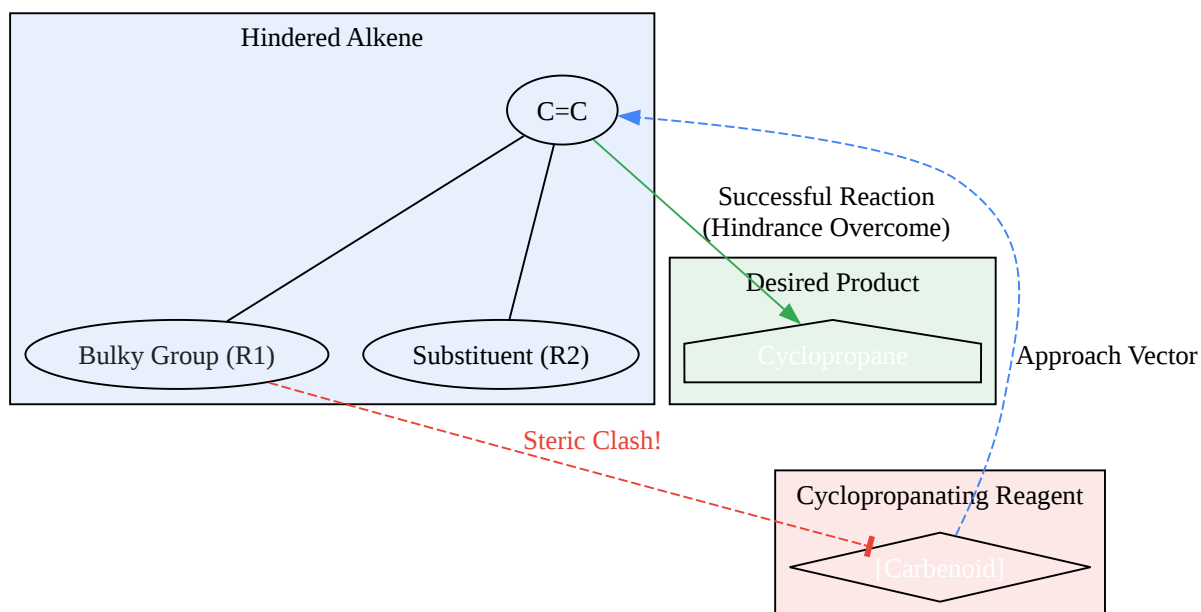 Hindered Alkene
C=C
Successful Reaction
(Hindrance Overcome)
Desired Product
Bulky Group (R1)
Substituent (R2)
Cyclopropane
Approach Vector
Steric Clash!
Cyclopropanating Reagent
[Carbenoid]